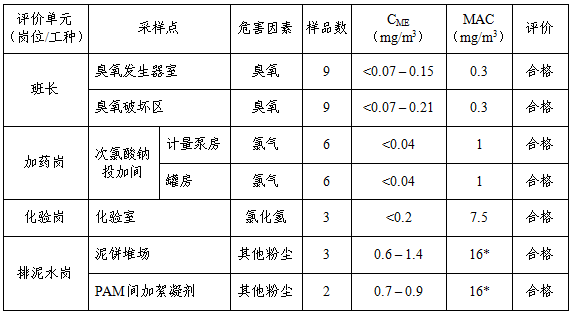 评价单元（岗位/工种） 采样点 危害因素 样品数 CME（mg/m³） MAC（mg/m³） 评价
班长 臭氧发生器室 臭氧 9 <0.07 – 0.15 0.3 合格
臭氧破坏区 臭氧 9 <0.07 – 0.21 0.3 合格
加药岗 次氯酸钠投加间 计量泵房 氯气 6 <0.04 1 合格
罐房 氯气 6 <0.04 1 合格
化验岗 化验室 氯化氢 3 <0.2 7.5 合格
排泥水岗 泥饼堆场 其他粉尘 3 0.6 – 1.4 16* 合格
PAM间加絮凝剂 其他粉尘 2 0.7 – 0.9 16* 合格